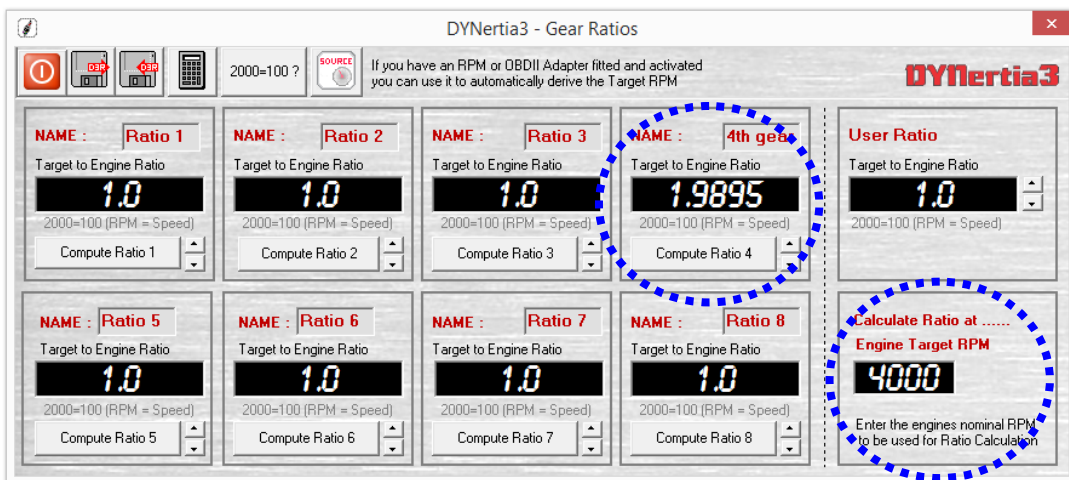 DYNertia3 - Gear Ratios
D3R D3R 2000=100 ? SOURCE
If you have an RPM or OBDII Adapter fitted and activated
you can use it to automatically derive the Target RPM
DYNertia3
NAME : Ratio 1
Target to Engine Ratio
1.0
2000=100 (RPM = Speed)
Compute Ratio 1
NAME : Ratio 2
Target to Engine Ratio
1.0
2000=100 (RPM = Speed)
Compute Ratio 2
NAME : Ratio 3
Target to Engine Ratio
1.0
2000=100 (RPM = Speed)
Compute Ratio 3
NAME : 4th gear
Target to Engine Ratio
1.9895
2000=100 (RPM = Speed)
Compute Ratio 4
User Ratio
Target to Engine Ratio
1.0
2000=100 (RPM = Speed)
NAME : Ratio 5
Target to Engine Ratio
1.0
2000=100 (RPM = Speed)
Compute Ratio 5
NAME : Ratio 6
Target to Engine Ratio
1.0
2000=100 (RPM = Speed)
Compute Ratio 6
NAME : Ratio 7
Target to Engine Ratio
1.0
2000=100 (RPM = Speed)
Compute Ratio 7
NAME : Ratio 8
Target to Engine Ratio
1.0
2000=100 (RPM = Speed)
Compute Ratio 8
Calculate Ratio at ......
Engine Target RPM
4000
Enter the engines nominal RPM
to be used for Ratio Calculation